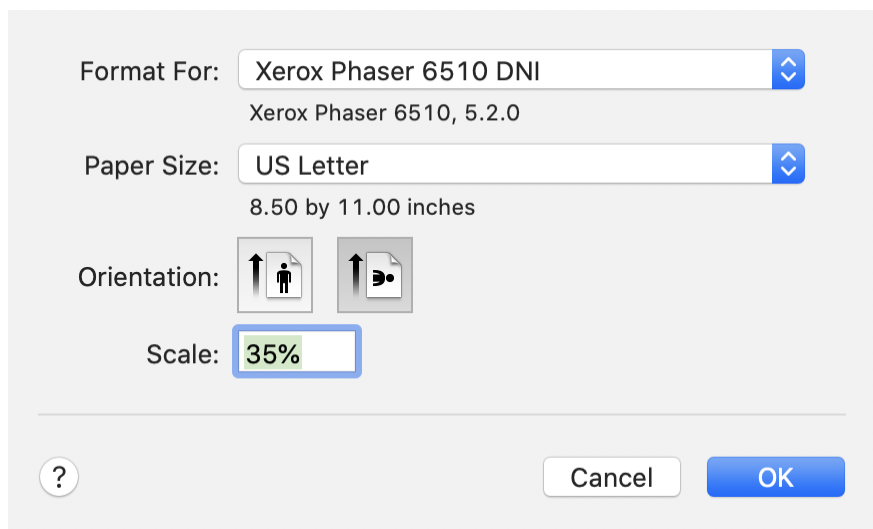 Format For: Xerox Phaser 6510 DNI
Xerox Phaser 6510, 5.2.0
Paper Size: US Letter
8.50 by 11.00 inches
Orientation:
Scale: 35%
? Cancel OK